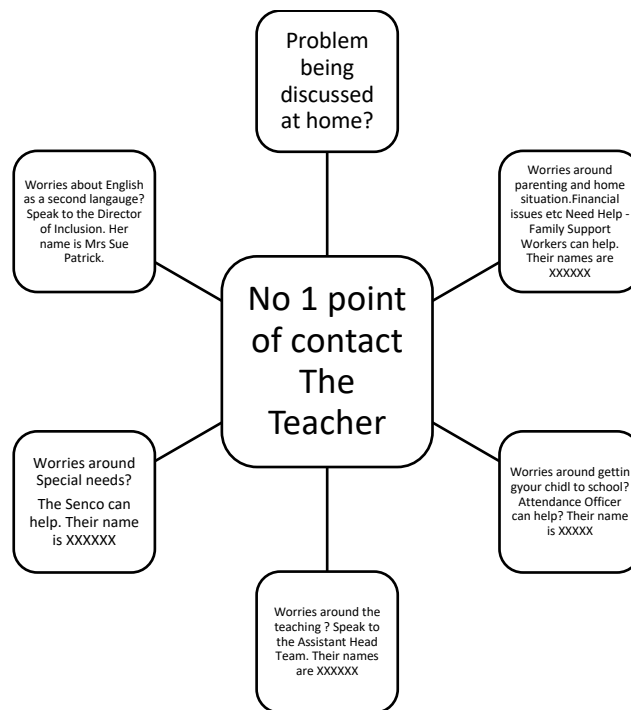 Problem
being
discussed
at home?
Worries about English
as a second langauge?
Speak to the Director
of Inclusion. Her
name is Mrs Sue
Patrick.
Worries around
parenting and home
situation.Financial
issues etc Need Help -
Family Support
Workers can help.
Their names are
XXXXXX
No 1 point
of contact
The
Teacher
Worries around
Special needs?
The Senco can
help. Their name
is XXXXXX
Worries around gettin
gyour chidl to school?
Attendance Officer
can help? Their name
is XXXXX
Worries around the
teaching ? Speak to
the Assistant Head
Team. Their names
are XXXXXX